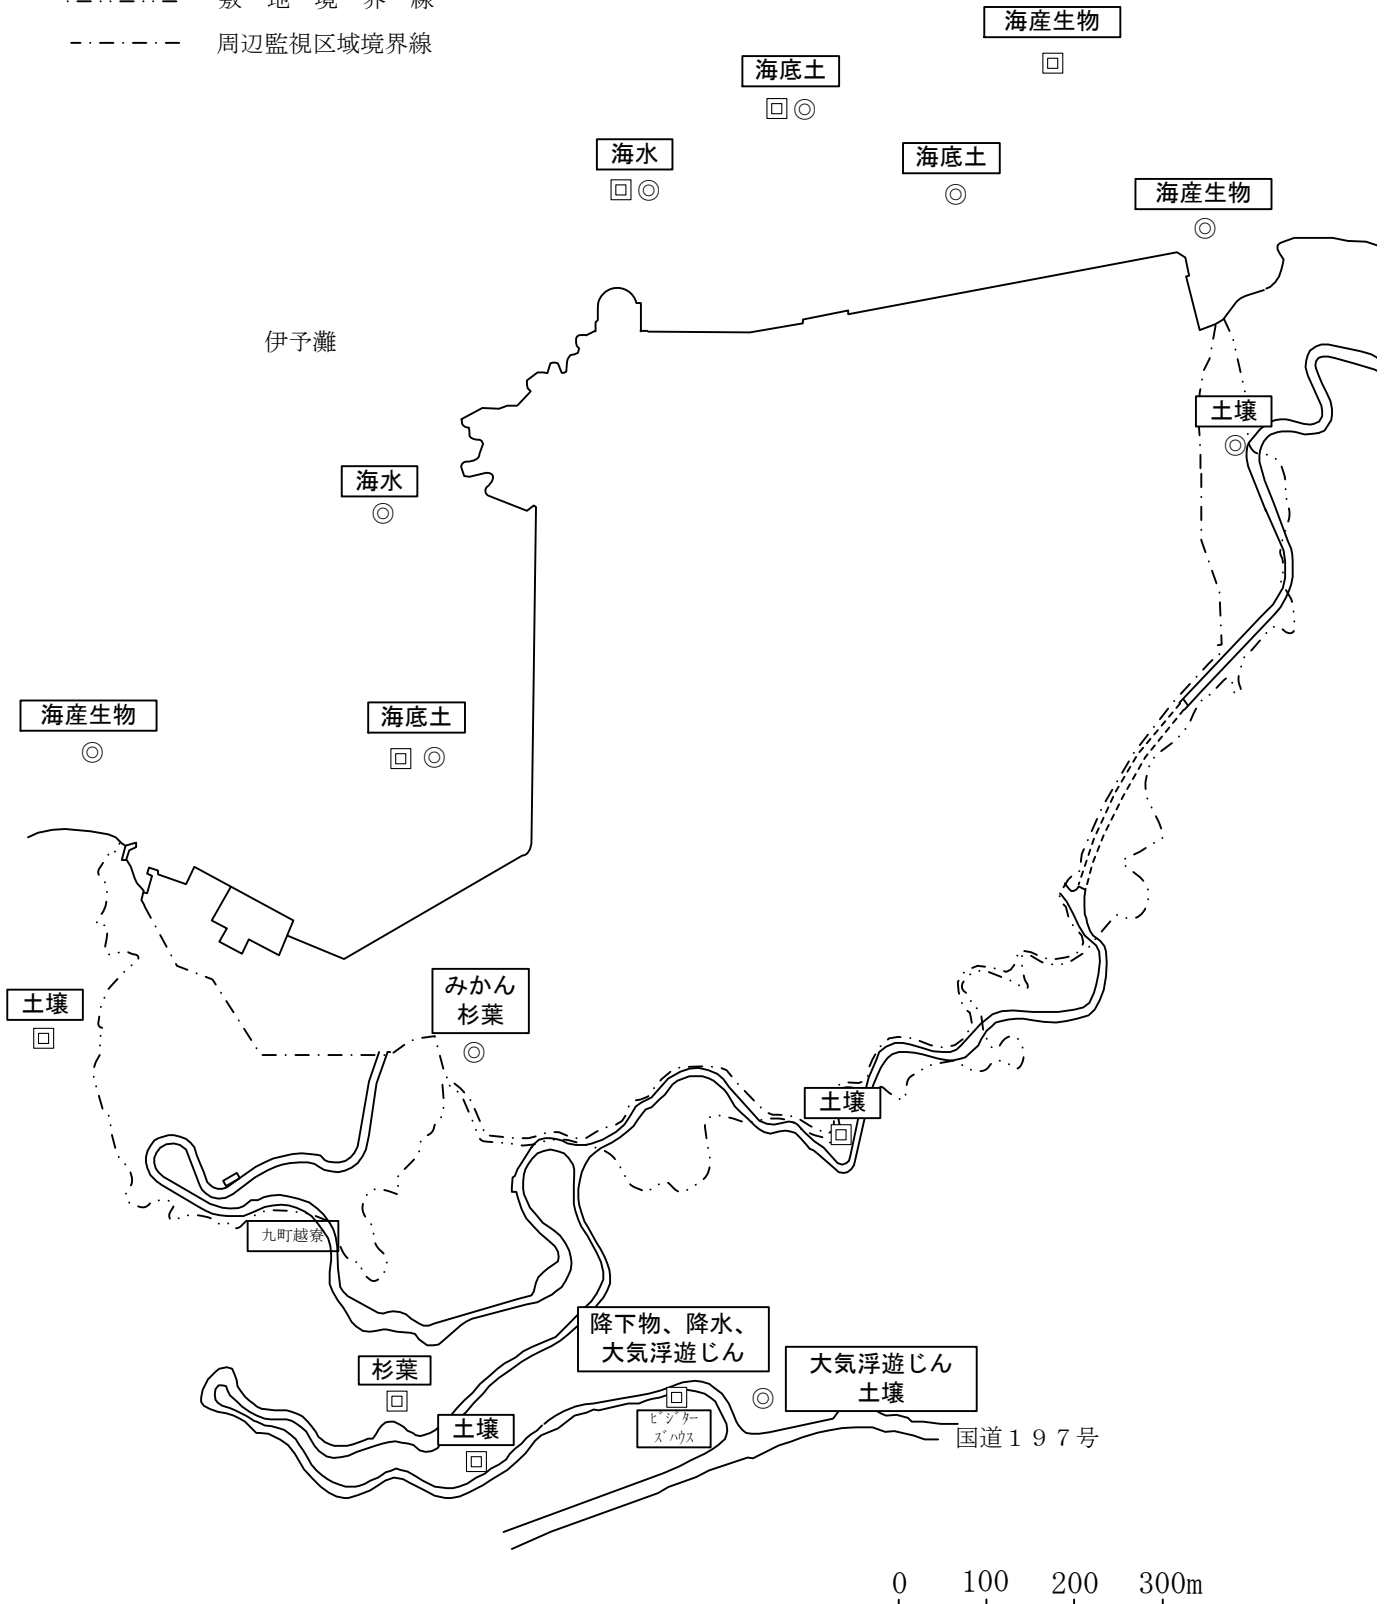 敷地境界線
周辺監視区域境界線
海産生物
海底土
海水
海底土
海産生物
伊予灘
土壌
海水
海産生物
海底土
みかん
杉葉
土壌
土壌
九町越寮
降下物、降水、
大気浮遊じん
大気浮遊じん
土壌
杉葉
土壌
ビジター
ズハウス
国道１９７号
0 100 200 300m